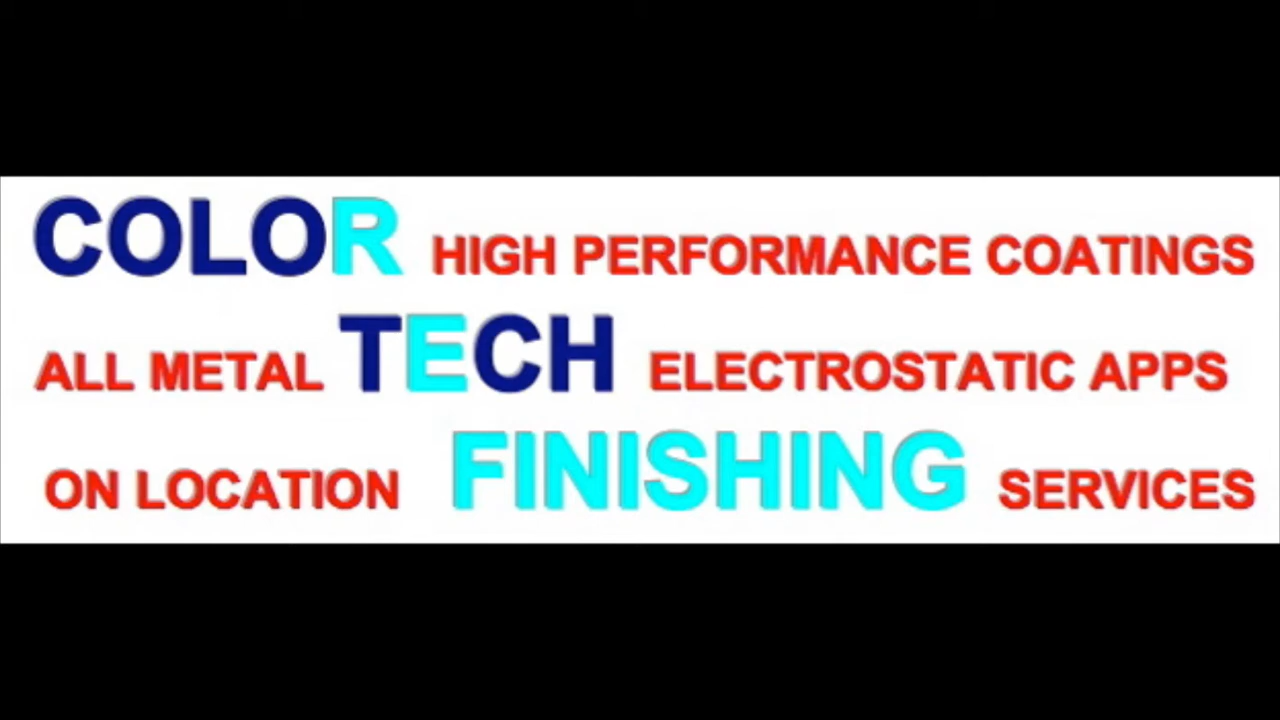 COLOR HIGH PERFORMANCE COATINGS
ALL METAL TECH ELECTROSTATIC APPS
ON LOCATION FINISHING SERVICES